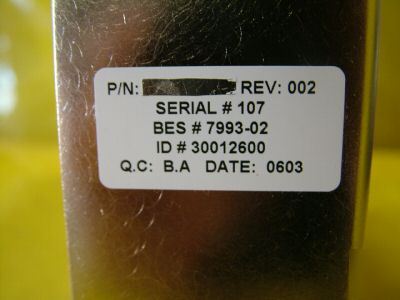 P/N: REV: 002
SERIAL # 107
BES # 7993-02
ID # 30012600
Q.C: B.A DATE: 0603